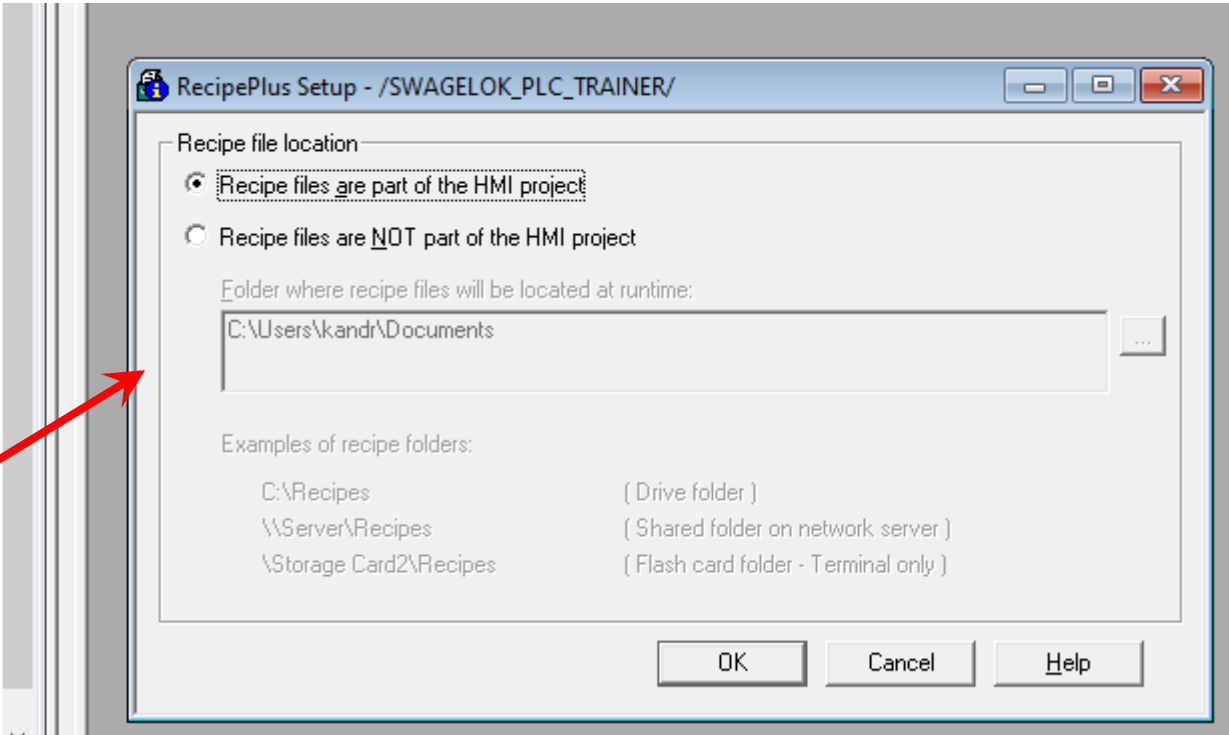 RecipePlus Setup - /SWAGELOK_PLC_TRAINER/
Recipe file location
Recipe files are part of the HMI project
Recipe files are NOT part of the HMI project
Folder where recipe files will be located at runtime:
C:\Users\kandr\Documents
...
Examples of recipe folders:
C:\Recipes ( Drive folder )
\\Server\Recipes ( Shared folder on network server )
\Storage Card2\Recipes ( Flash card folder - Terminal only )
OK Cancel Help